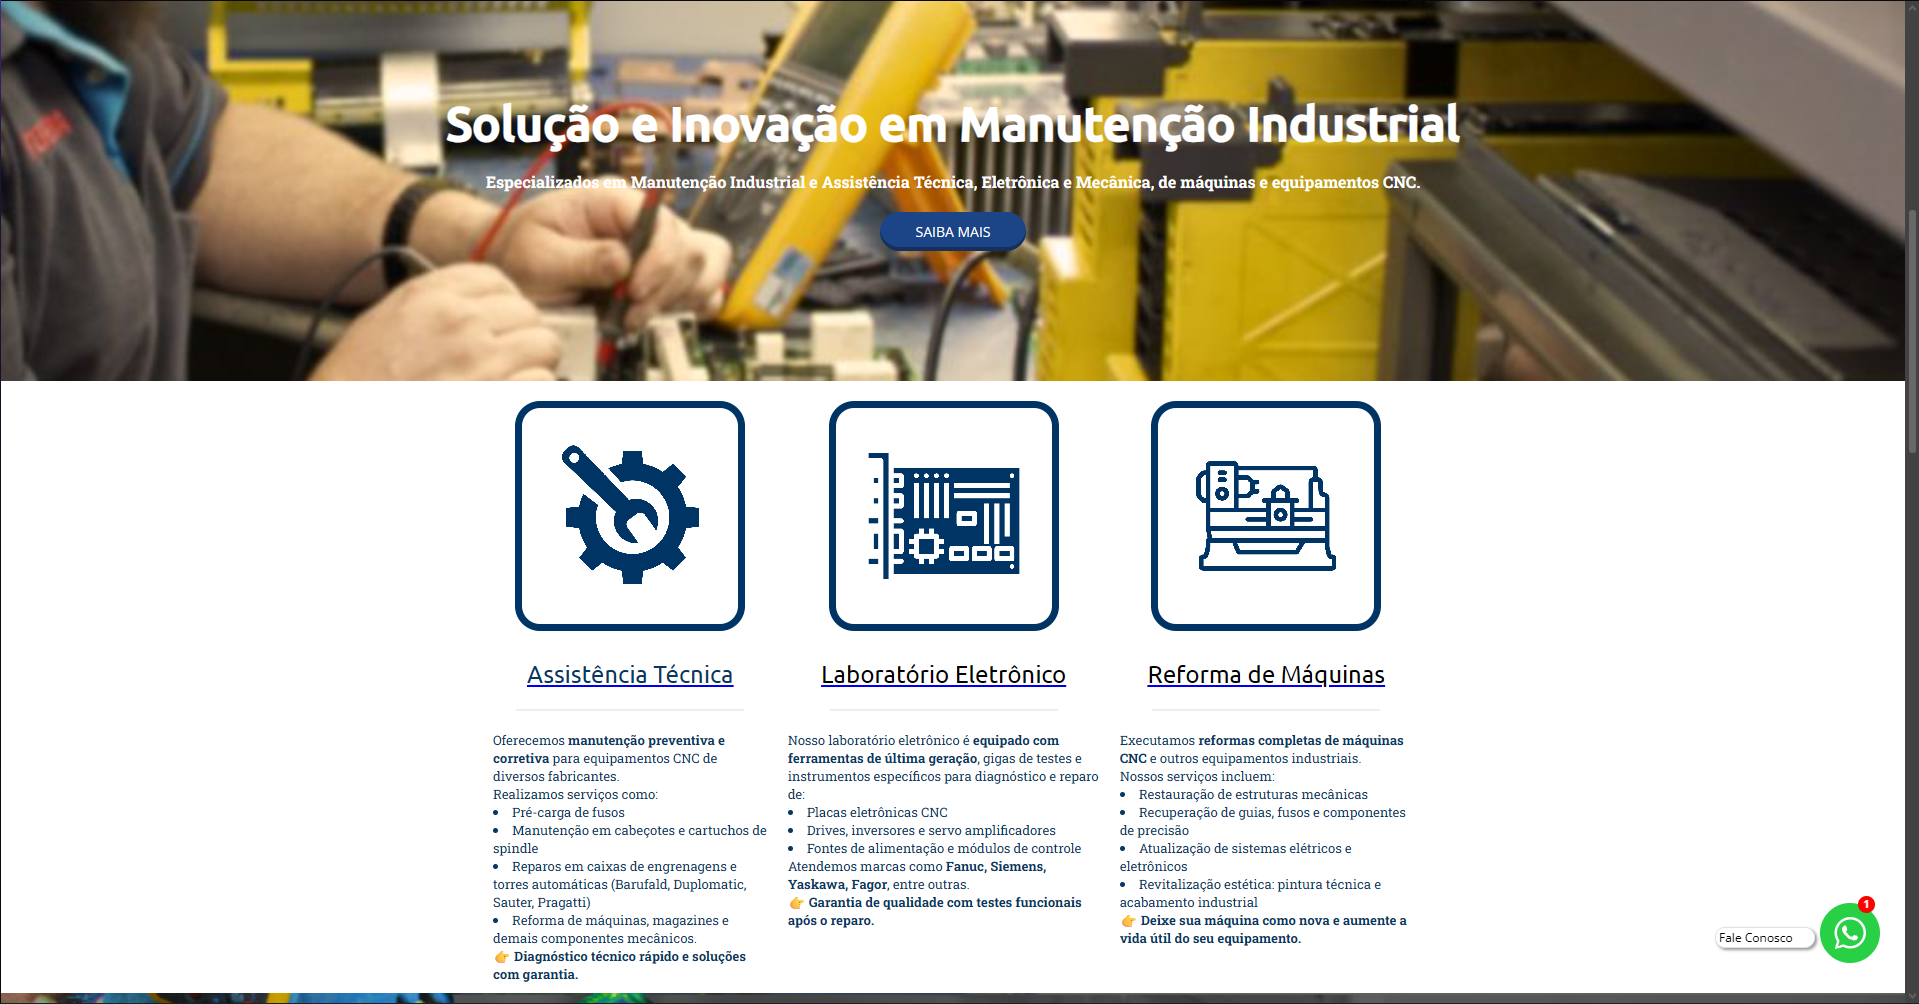 Solução e Inovação em Manutenção Industrial
Especializados em Manutenção Industrial e Assistência Técnica, Eletrônica e Mecânica, de máquinas e equipamentos CNC.
SAIBA MAIS
Assistência Técnica
Oferecemos manutenção preventiva e
corretiva para equipamentos CNC de
diversos fabricantes.
Realizamos serviços como:
• Pré-carga de fusos
• Manutenção em cabeçotes e cartuchos de
spindle
• Reparos em caixas de engrenagens e
torres automáticas (Barufald, Duplomatic,
Sauter, Pragatti)
• Reforma de máquinas, magazines e
demais componentes mecânicos.
👉 Diagnóstico técnico rápido e soluções
com garantia.
Laboratório Eletrônico
Nosso laboratório eletrônico é equipado com
ferramentas de última geração, gigas de testes e
instrumentos específicos para diagnóstico e reparo
de:
• Placas eletrônicas CNC
• Drives, inversores e servo amplificadores
• Fontes de alimentação e módulos de controle
Atendemos marcas como Fanuc, Siemens,
Yaskawa, Fagor, entre outras.
👉 Garantia de qualidade com testes funcionais
após o reparo.
Reforma de Máquinas
Executamos reformas completas de máquinas
CNC e outros equipamentos industriais.
Nossos serviços incluem:
• Restauração de estruturas mecânicas
• Recuperação de guias, fusos e componentes
de precisão
• Atualização de sistemas elétricos e
eletrônicos
• Revitalização estética: pintura técnica e
acabamento industrial
👉 Deixe sua máquina como nova e aumente a
vida útil do seu equipamento.
Fale Conosco
1